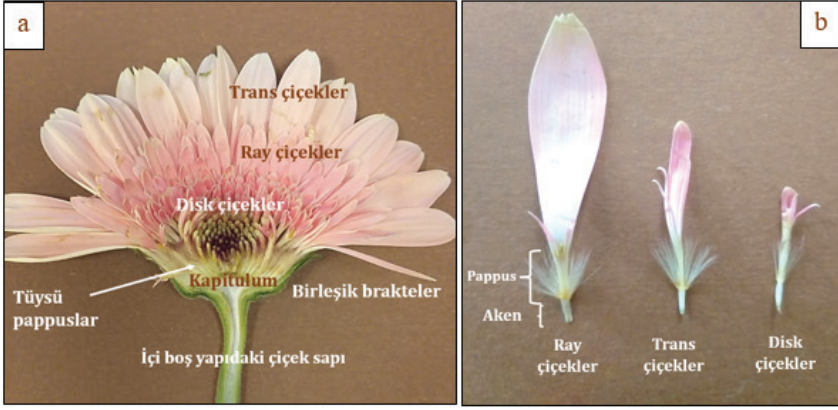 a
Trans çiçekler
Ray çiçekler
Disk çiçekler
Kapitulum
Tüysü
pappuslar
Birleşik brakteler
İçi boş yapıdaki çiçek sapı
b
Pappus
Aken
Ray
çiçekler
Trans
çiçekler
Disk
çiçekler